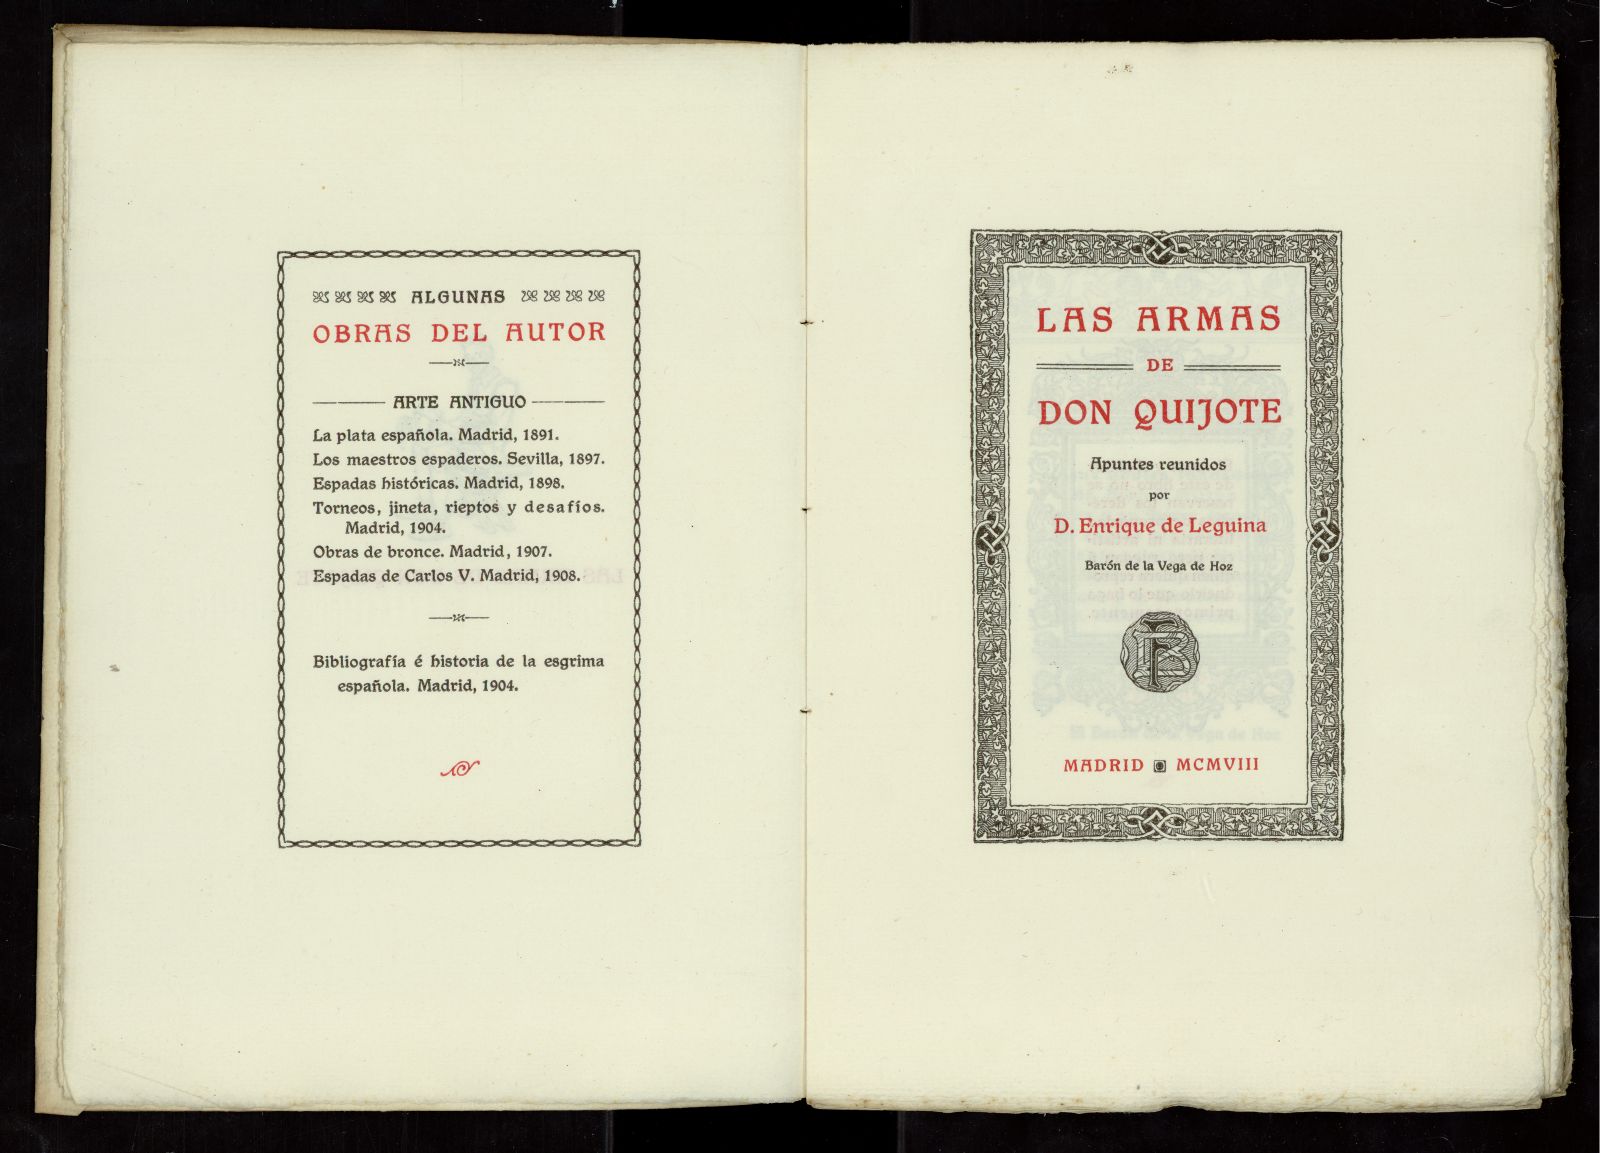 ALGUNAS
OBRAS DEL AUTOR
ARTE ANTIGUO
La plata española. Madrid, 1891.
Los maestros espaderos. Sevilla, 1897.
Espadas históricas. Madrid, 1898.
Torneos, jineta, rieptos y desafíos.
Madrid, 1904.
Obras de bronce. Madrid, 1907.
Espadas de Carlos V. Madrid, 1908.
Bibliografía é historia de la esgrima
española. Madrid, 1904.
LAS ARMAS
DE
DON QUIJOTE
Apuntes reunidos
por
D. Enrique de Leguina
Barón de la Vega de Hoz
MADRID MCMVIII